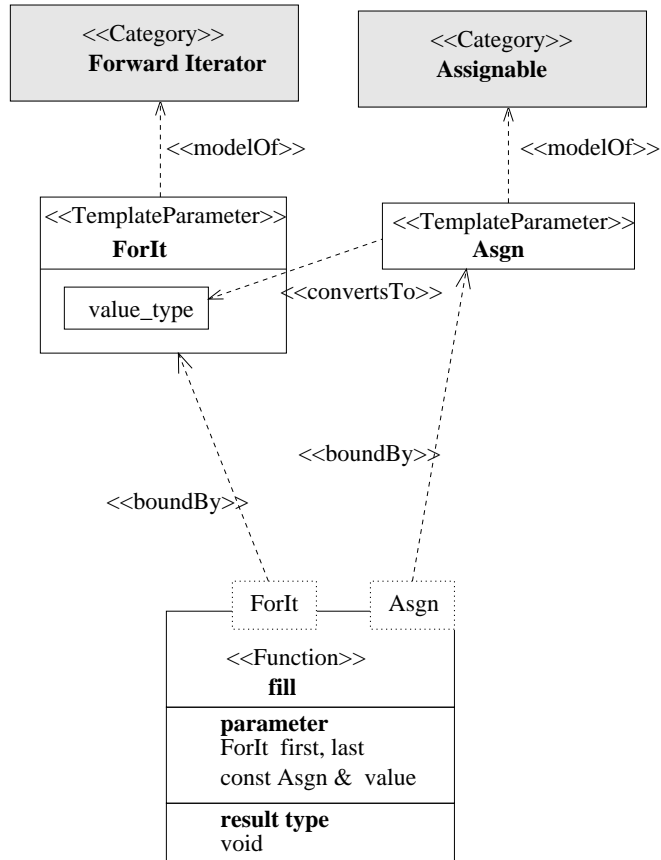 <<Category>>
Forward Iterator
<<Category>>
Assignable
<<modelOf>>
<<modelOf>>
<<TemplateParameter>>
ForIt
value_type
<<TemplateParameter>>
Asgn
<<convertsTo>>
<<boundBy>>
<<boundBy>>
ForIt
Asgn
<<Function>>
fill
parameter
ForIt first, last
const Asgn & value
result type
void